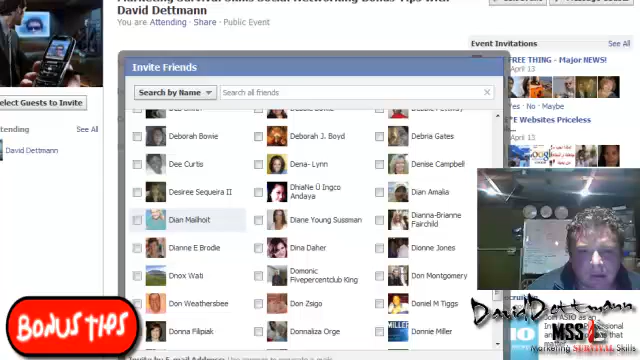 Marketing Survival Skills Social Networking Bonus Tips with
David Dettmann
You are Attending · Share · Public Event
Select Guests to Invite
Attending
See All
David Dettmann
Invite Friends
Search by Name
Search all friends
Deborah Bowie
Deborah J. Boyd
Debria Gates
Dee Curtis
Dena- Lynn
Denise Campbell
Desiree Sequeira II
DhiaNe Ü Ingco
Andaya
Dian Amalia
Dian Mailhoit
Diane Young Sussman
Dianna-Brianne
Fairchild
Dianne E Brodie
Dina Daher
Dionne Jones
Dnox Wati
Domonic
Fivepercentclub King
Don Montgomery
Don Weathersbee
Don Zsigo
Daniel M Tiggs
Donna Filipiak
Donnaliza Orge
Donnie Miller
Invite by E-mail Address:
Event Invitations
See All
FREE THING - Major NEWS!
April 13
Yes · No · Maybe
E Websites Priceless
April 13
BONUS TIPS
David Dettmann
MSS
Marketing SURVIVAL Skills